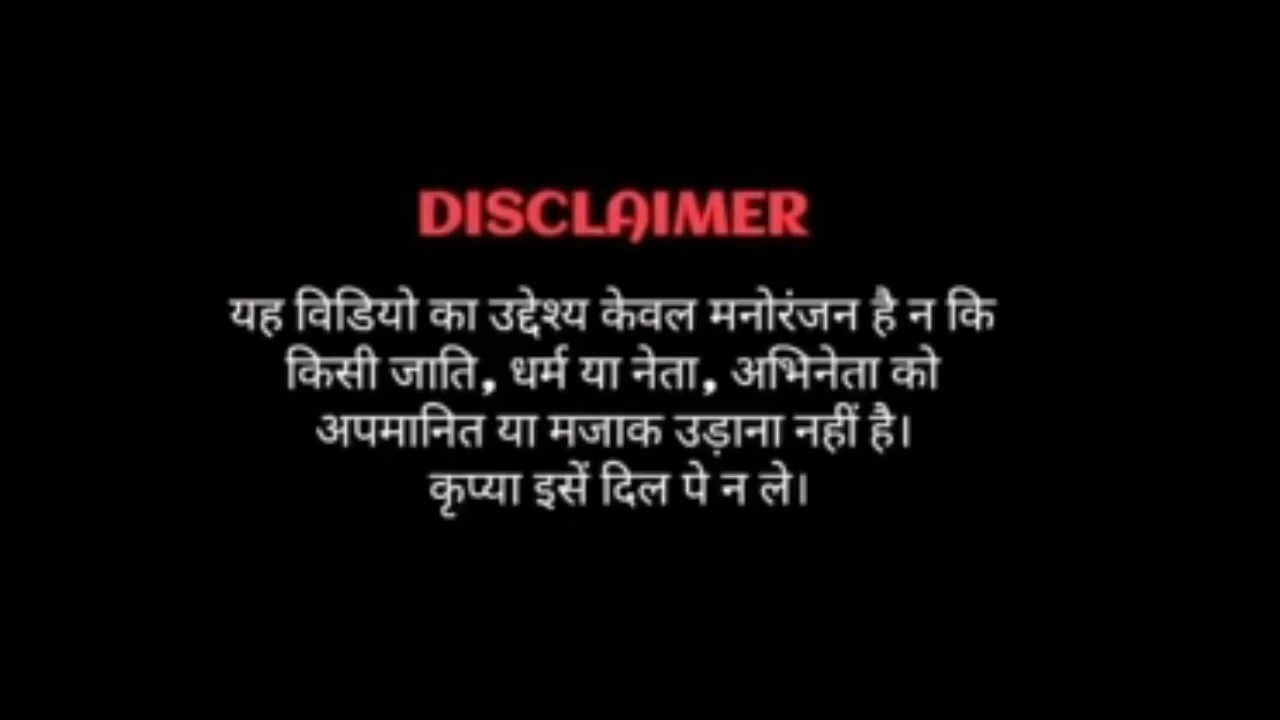 DISCLAIMER
यह विडियो का उद्देश्य केवल मनोरंजन है न कि
किसी जाति, धर्म या नेता, अभिनेता को
अपमानित या मजाक उड़ाना नहीं है।
कृप्या इसें दिल पे न ले।